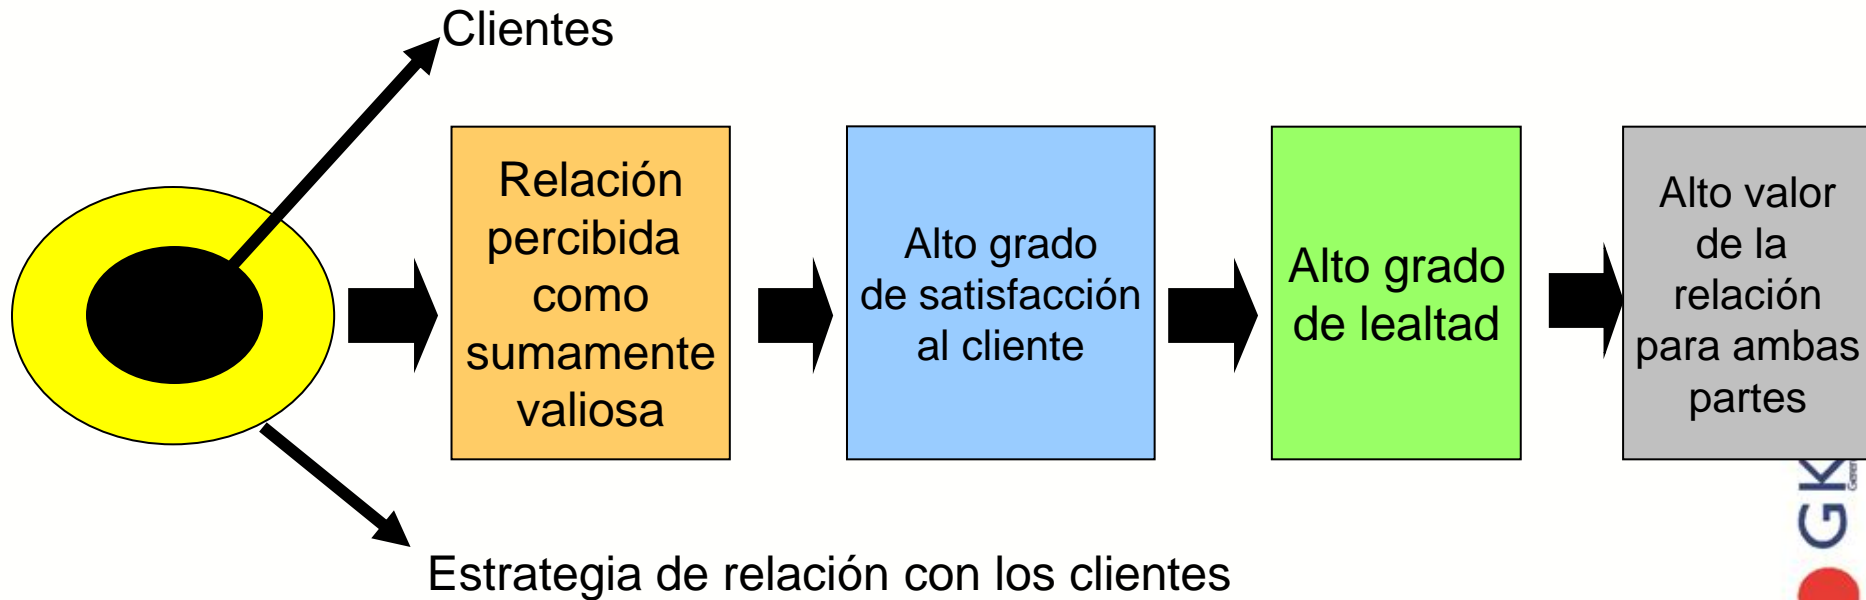 Clientes
Relación
percibida
como
sumamente
valiosa
Alto grado
de satisfacción
al cliente
Alto grado
de lealtad
Alto valor
de la
relación
para ambas
partes
Estrategia de relación con los clientes
GK